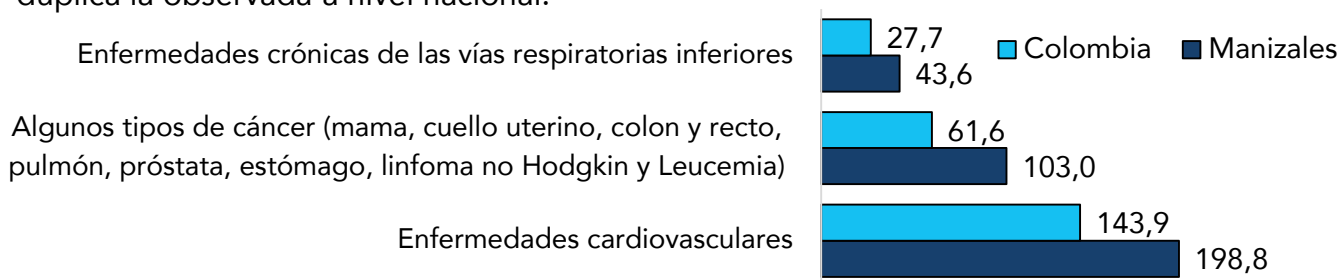 duplica la observada a nivel nacional.
27,7
Colombia Manizales
Enfermedades crónicas de las vías respiratorias inferiores
43,6
Algunos tipos de cáncer (mama, cuello uterino, colon y recto,
61,6
pulmón, próstata, estómago, linfoma no Hodgkin y Leucemia)
103,0
143,9
Enfermedades cardiovasculares
198,8